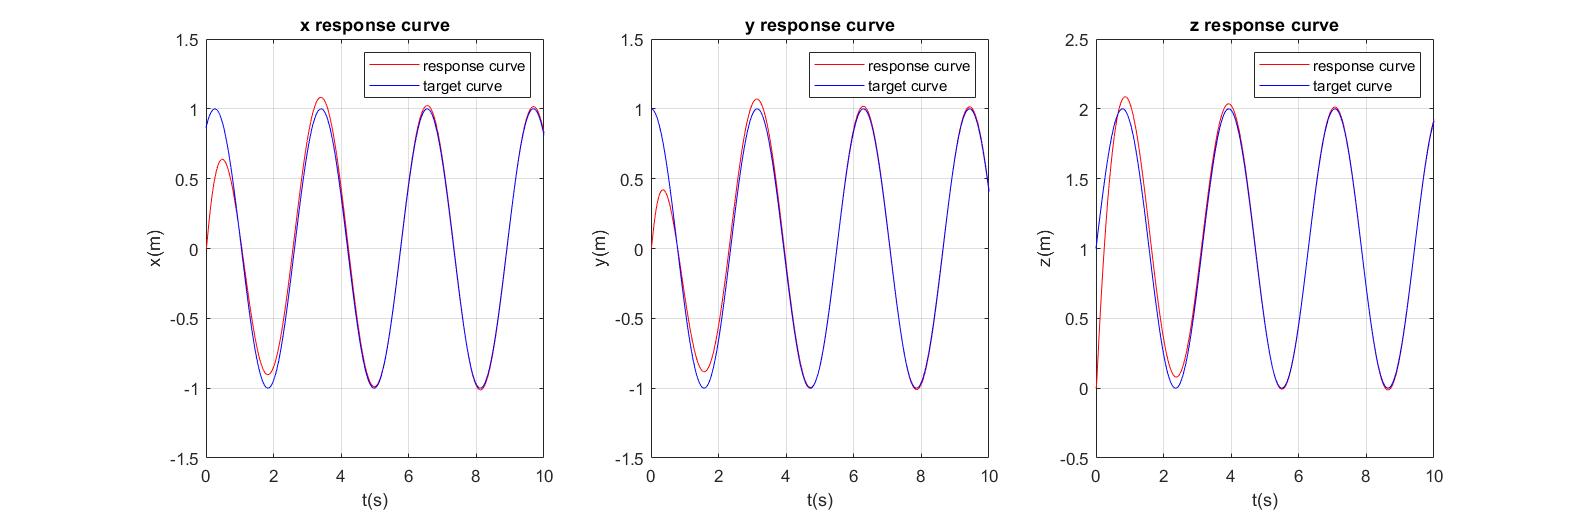 x response curve
response curve
target curve
1.5
1
0.5
0
-0.5
-1
-1.5
x(m)
0 2 4 6 8 10
t(s)
y response curve
response curve
target curve
1.5
1
0.5
0
-0.5
-1
-1.5
y(m)
0 2 4 6 8 10
t(s)
z response curve
response curve
target curve
2.5
2
1.5
1
0.5
0
-0.5
z(m)
0 2 4 6 8 10
t(s)